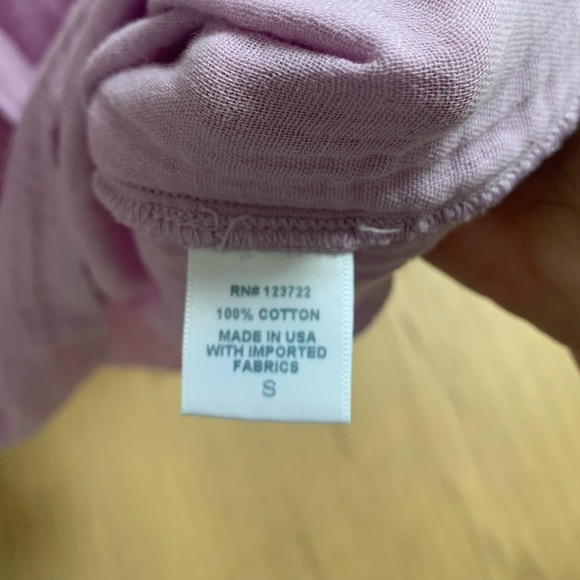 RN# 123722
100% COTTON
MADE IN USA
WITH IMPORTED
FABRICS
S